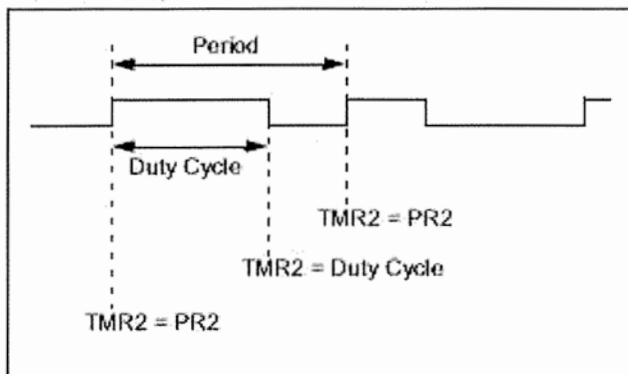 Period
Duty Cycle
TMR2 = PR2
TMR2 = Duty Cycle
TMR2 = PR2